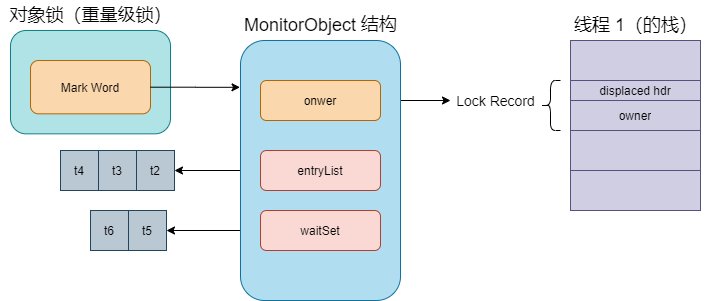 对象锁（重量级锁）
MonitorObject 结构
线程 1（的栈）
Mark Word
onwer
Lock Record
displaced hdr
owner
t4 t3 t2
entryList
t6 t5
waitSet